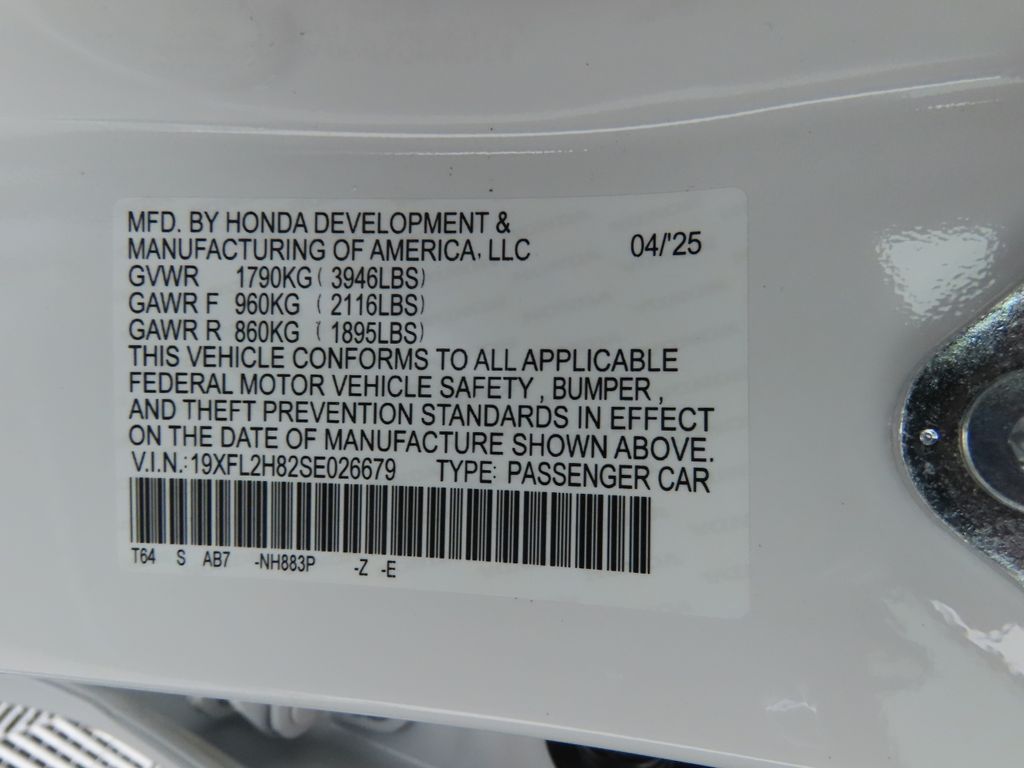 MFD. BY HONDA DEVELOPMENT &
MANUFACTURING OF AMERICA, LLC 04/'25
GVWR 1790KG ( 3946LBS)
GAWR F 960KG ( 2116LBS)
GAWR R 860KG ( 1895LBS)
THIS VEHICLE CONFORMS TO ALL APPLICABLE
FEDERAL MOTOR VEHICLE SAFETY , BUMPER ,
AND THEFT PREVENTION STANDARDS IN EFFECT
ON THE DATE OF MANUFACTURE SHOWN ABOVE.
V.I.N.:19XFL2H82SE026679 TYPE: PASSENGER CAR
T64 S AB7 -NH883P -Z -E